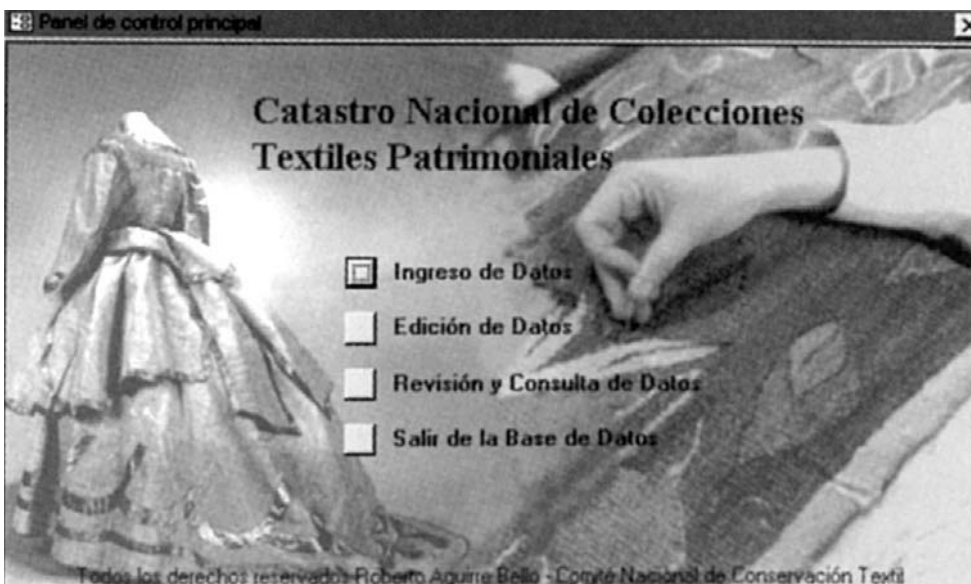 Panel de control principal
Catastro Nacional de Colecciones
Textiles Patrimoniales
Ingreso de Datos
Edición de Datos
Revisión y Consulta de Datos
Salir de la Base de Datos
Todos los derechos reservados Roberto Aguirre Bello - Comité Nacional de Conservación Textil